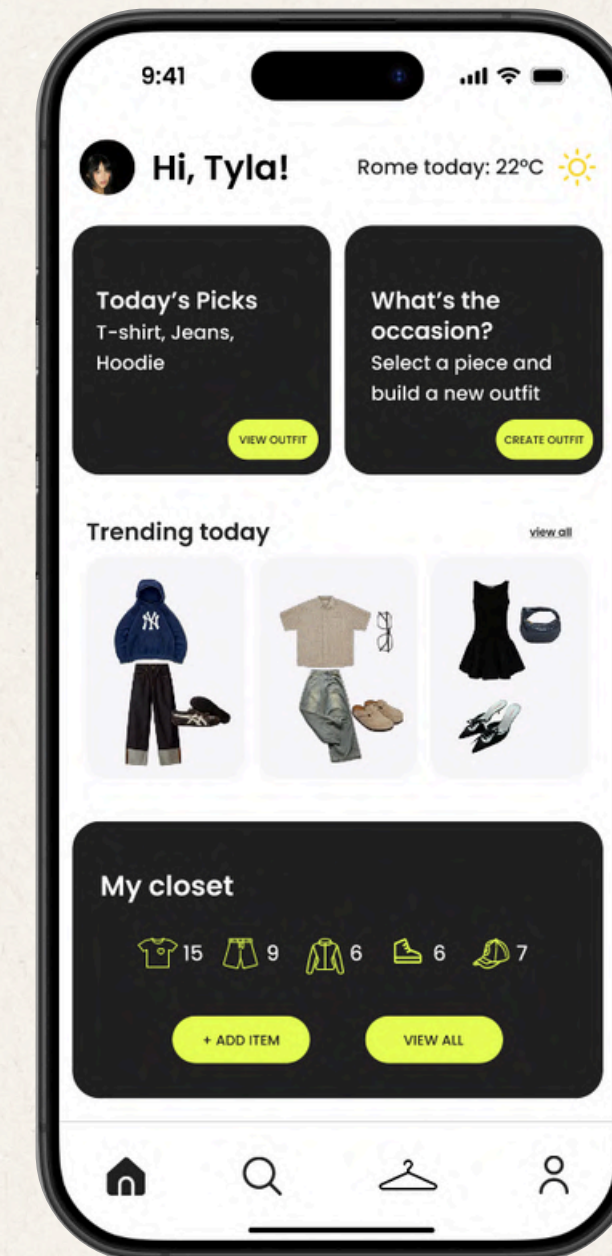 9:41
Hi, Tyla!
Rome today: 22°C
Today's Picks
T-shirt, Jeans,
Hoodie
VIEW OUTFIT
What's the
occasion?
Select a piece and
build a new outfit
CREATE OUTFIT
Trending today
view all
NY
My closet
15
9
6
6
7
+ ADD ITEM
VIEW ALL